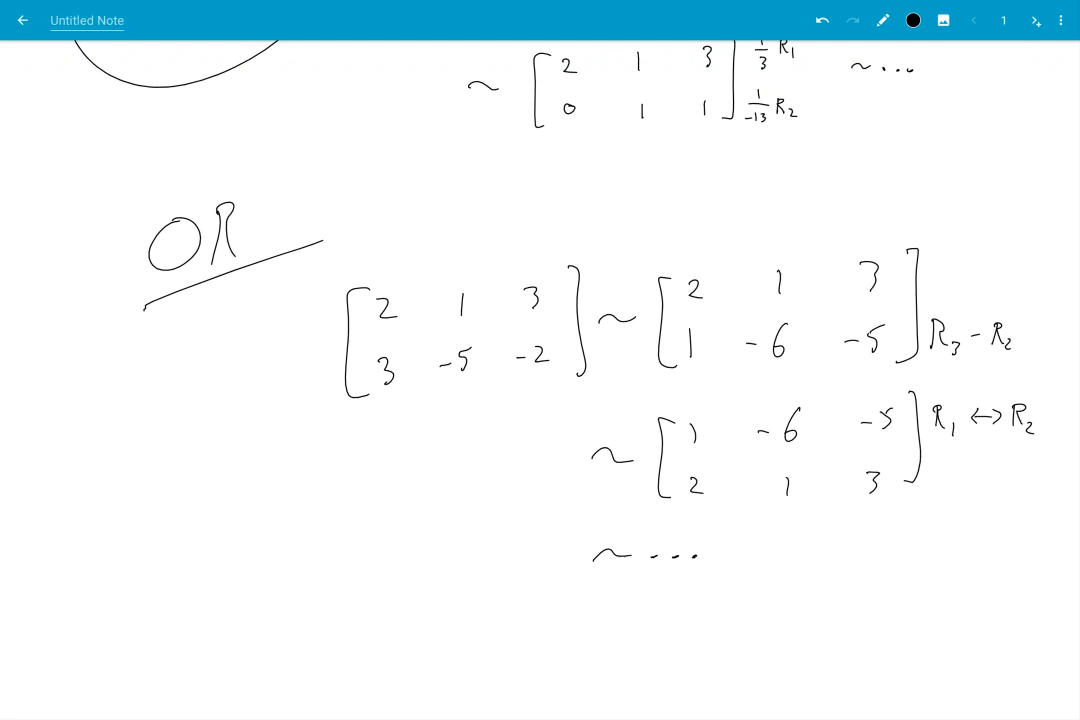 Untitled Note 1
~ [2 1 3] 1/3 R₁ ~ ...
[0 1 1] 1/-13 R₂
OR
[2 1 3] ~ [2 1 3]
[3 -5 -2] [1 -6 -5] R₃ - R₂
~ [1 -6 -5] R₁ ↔ R₂
[2 1 3]
~ ...